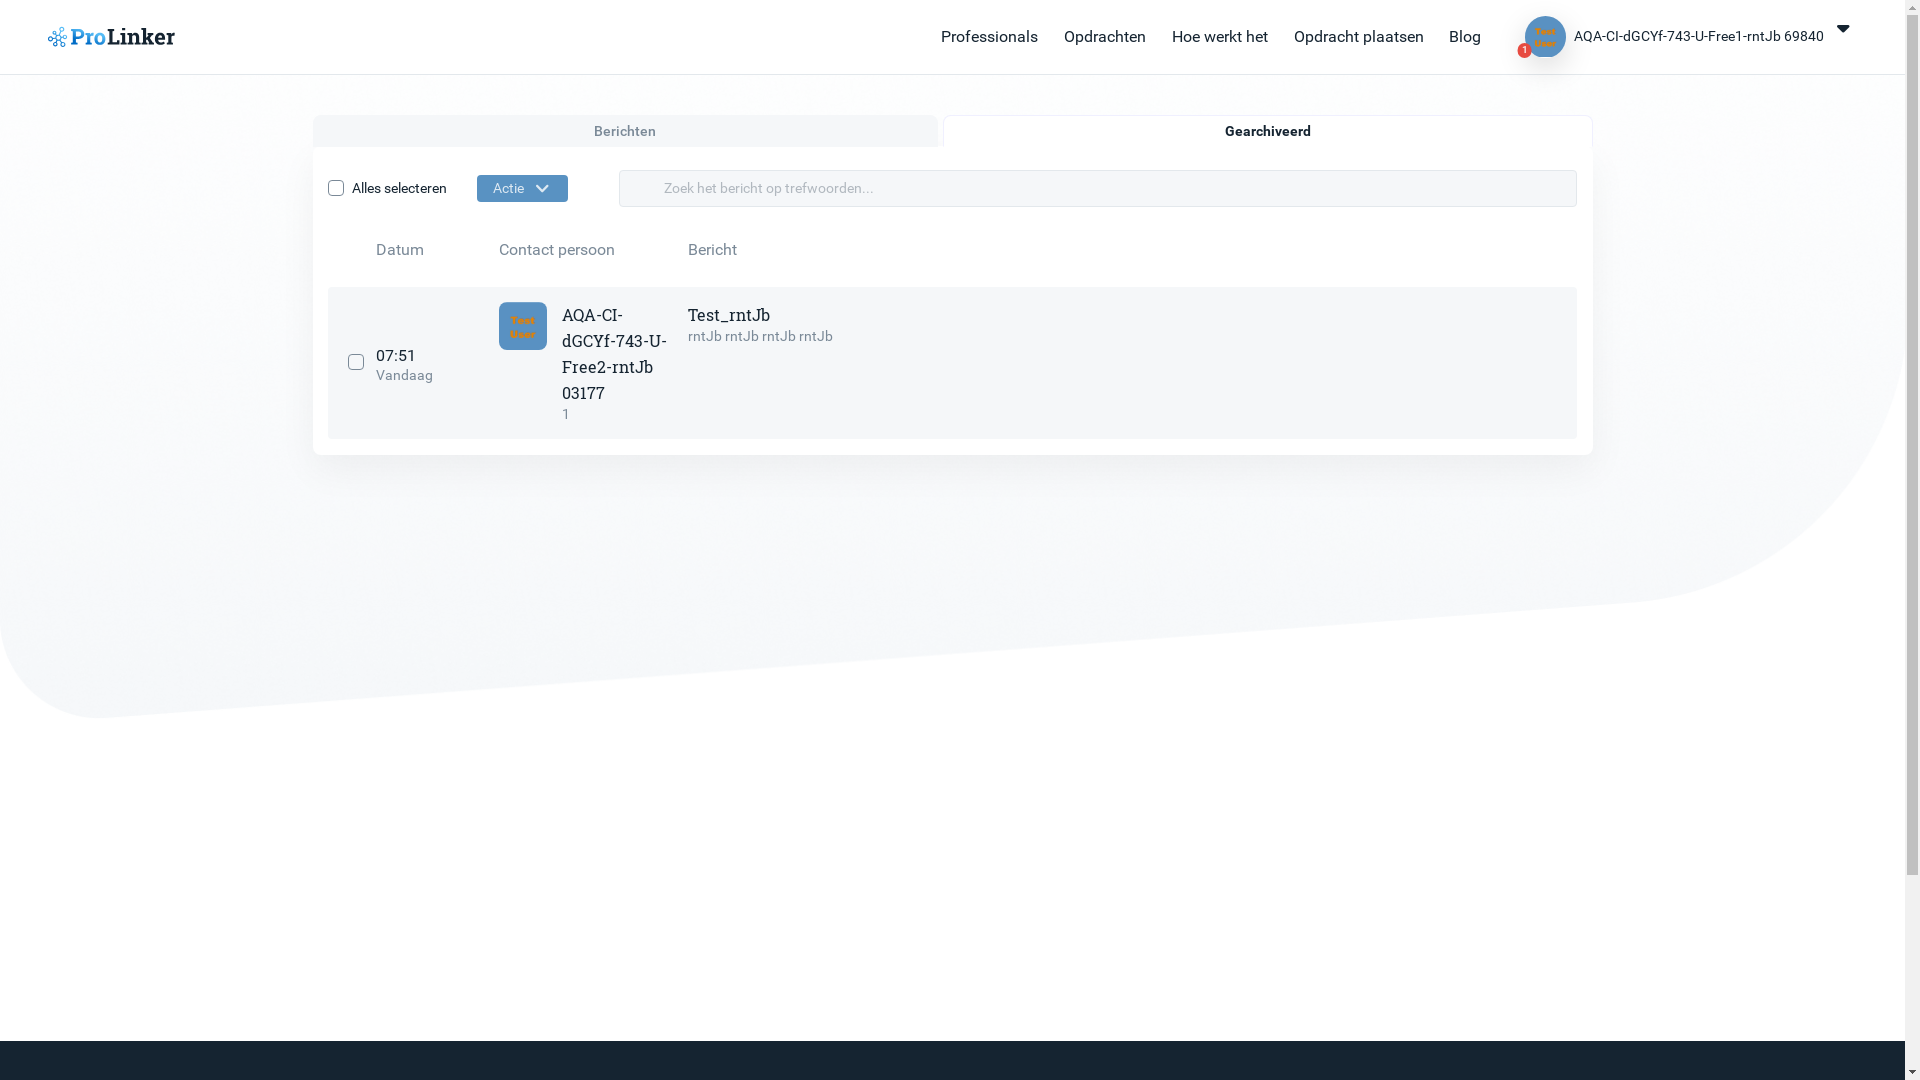 ProLinker
Professionals
Opdrachten
Hoe werkt het
Opdracht plaatsen
Blog
Test
User
1
AQA-CI-dGCYf-743-U-Free1-rntJb 69840
Berichten
Gearchiveerd
Alles selecteren
Actie
Zoek het bericht op trefwoorden...
Datum
Contact persoon
Bericht
07:51
Vandaag
Test
User
AQA-CI-
dGCYf-743-U-
Free2-rntJb
03177
1
Test_rntJb
rntJb rntJb rntJb rntJb